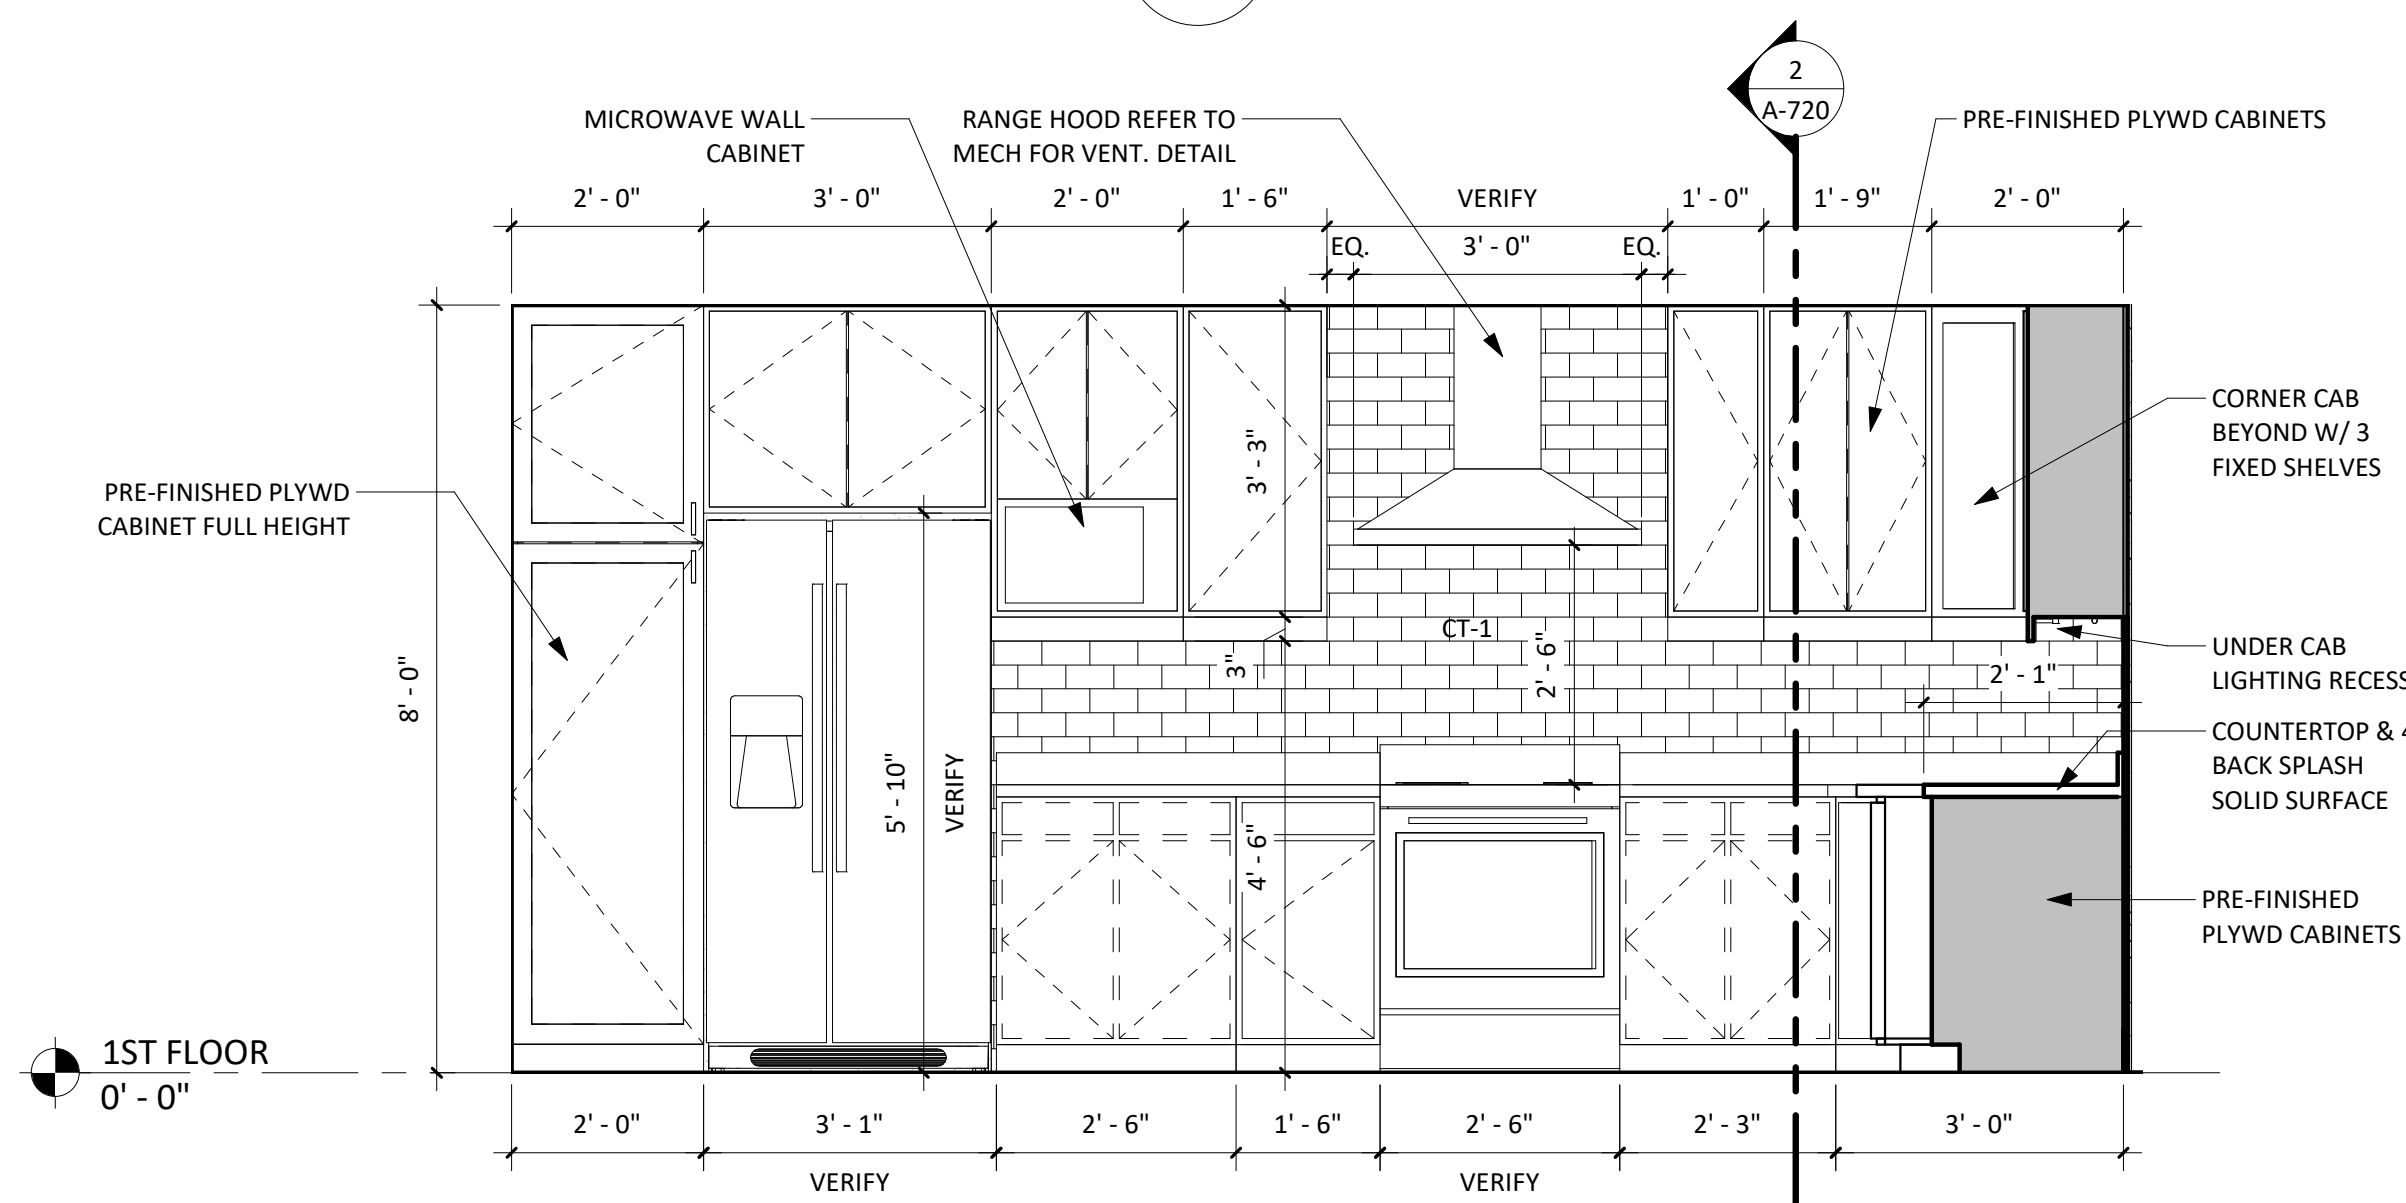 2
A-720
MICROWAVE WALL
CABINET
RANGE HOOD REFER TO
MECH FOR VENT. DETAIL
PRE-FINISHED PLYWD CABINETS
2' - 0"
3' - 0"
2' - 0"
1' - 6"
VERIFY
1' - 0"
1' - 9"
2' - 0"
EQ.
3' - 0"
EQ.
PRE-FINISHED PLYWD
CABINET FULL HEIGHT
8' - 0"
3' - 3"
CORNER CAB
BEYOND W/ 3
FIXED SHELVES
CT-1
3"
2' - 6"
2' - 1"
UNDER CAB
LIGHTING RECESS
COUNTERTOP & 4
BACK SPLASH
SOLID SURFACE
5' - 10"
VERIFY
4' - 6"
PRE-FINISHED
PLYWD CABINETS
1ST FLOOR
0' - 0"
2' - 0"
3' - 1"
2' - 6"
1' - 6"
2' - 6"
2' - 3"
3' - 0"
VERIFY
VERIFY